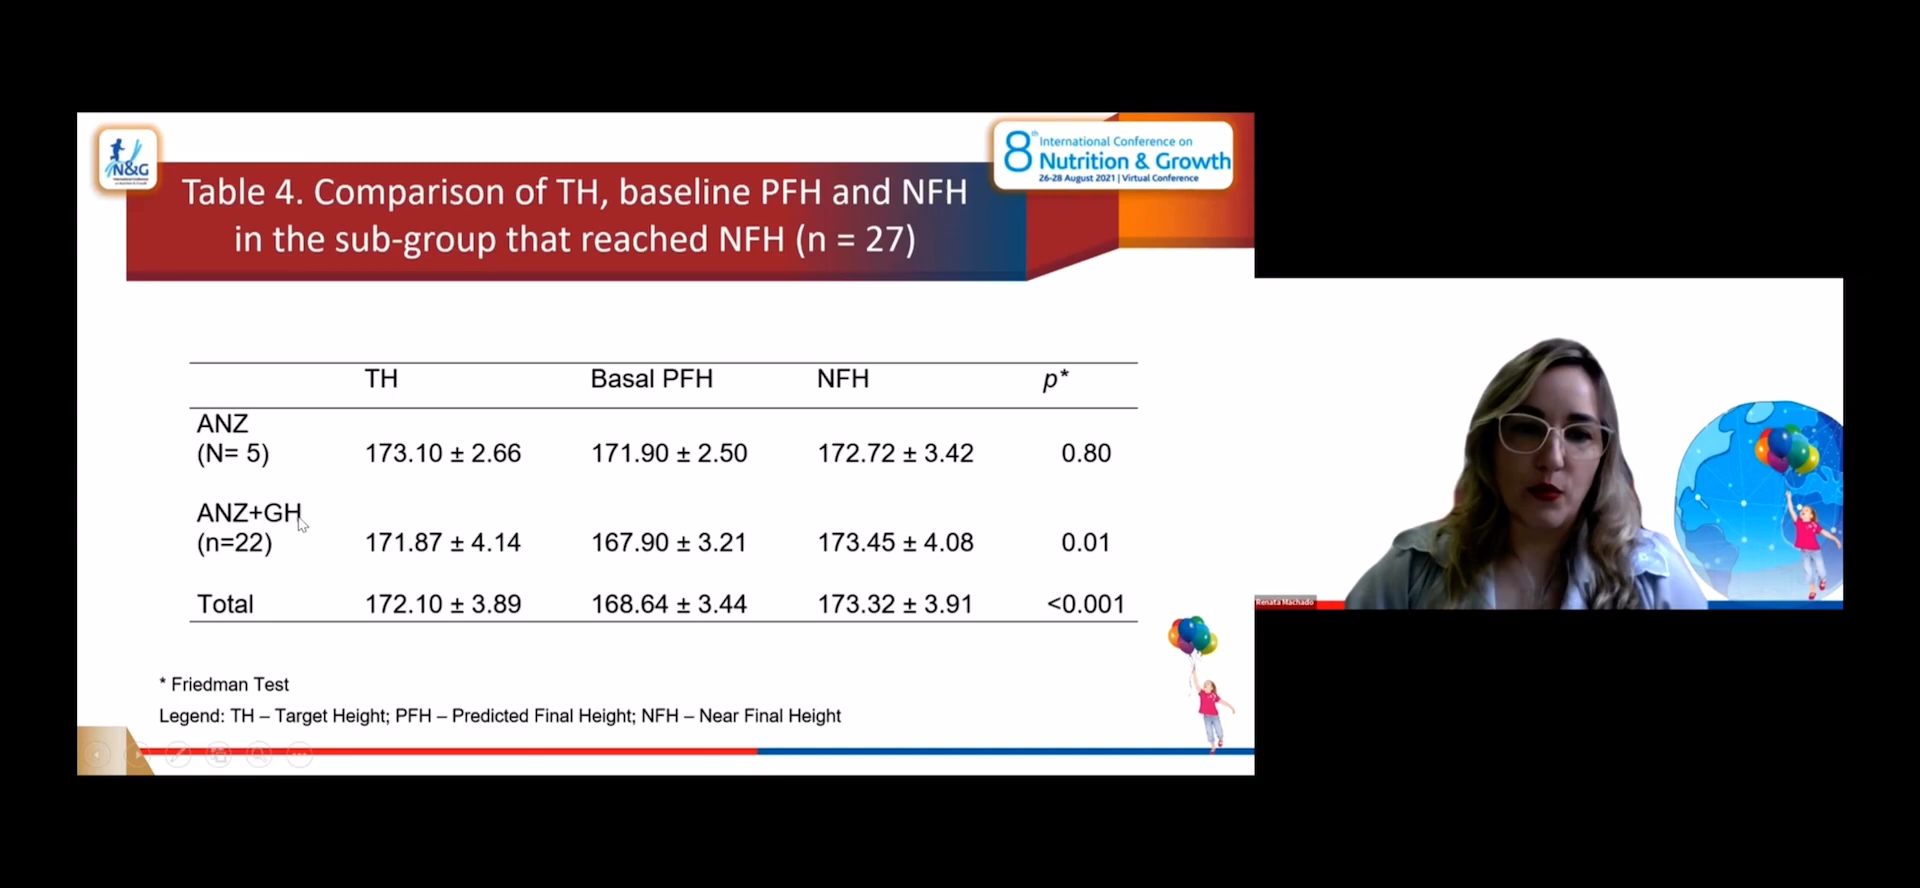 N&G
8th International Conference on
Nutrition & Growth
26-28 August 2021 | Virtual Conference
Table 4. Comparison of TH, baseline PFH and NFH
in the sub-group that reached NFH (n = 27)
TH Basal PFH NFH p*
ANZ
(N= 5) 173.10 ± 2.66 171.90 ± 2.50 172.72 ± 3.42 0.80
ANZ+GH
(n=22) 171.87 ± 4.14 167.90 ± 3.21 173.45 ± 4.08 0.01
Total 172.10 ± 3.89 168.64 ± 3.44 173.32 ± 3.91 <0.001
* Friedman Test
Legend: TH – Target Height; PFH – Predicted Final Height; NFH – Near Final Height
Renata Machado